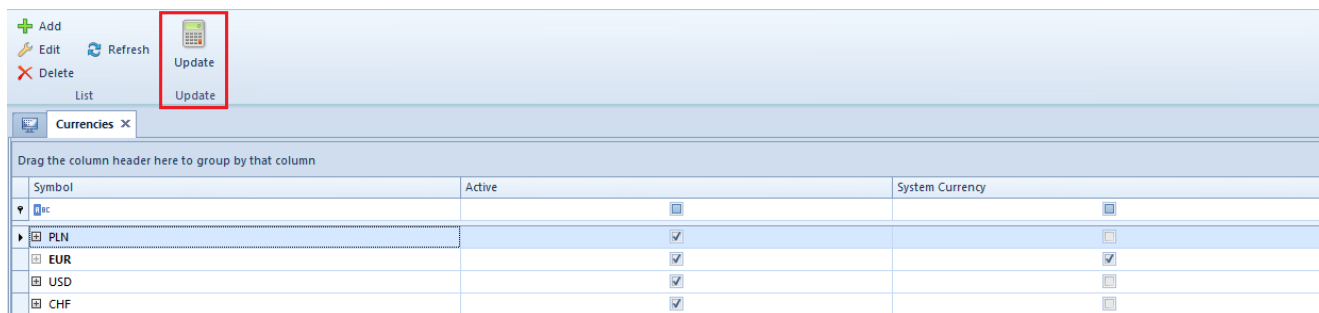 Add
Edit Refresh
Delete
List
Update
Update
Currencies
Drag the column header here to group by that column
Symbol Active System Currency
ABC
PLN
EUR
USD
CHF